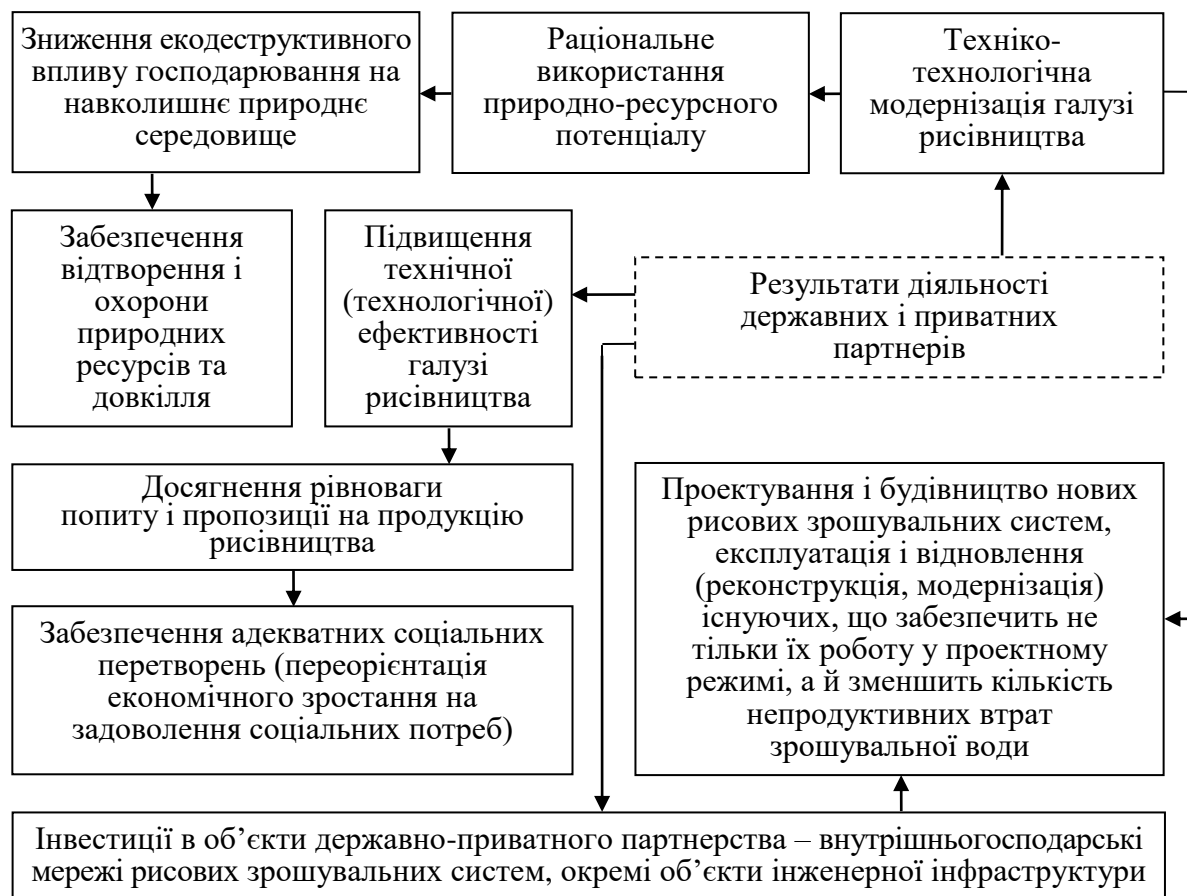 Зниження екодеструктивного
впливу господарювання на
навколишнє природнє
середовище
Раціональне
використання
природно-ресурсного
потенціалу
Техніко-
технологічна
модернізація галузі
рисівництва
Забезпечення
відтворення і
охорони
природних
ресурсів та
довкілля
Підвищення
технічної
(технологічної)
ефективності
галузі
рисівництва
Результати діяльності
державних і приватних
партнерів
Досягнення рівноваги
попиту і пропозиції на продукцію
рисівництва
Проектування і будівництво нових
рисових зрошувальних систем,
експлуатація і відновлення
(реконструкція, модернізація)
існуючих, що забезпечить не
тільки їх роботу у проектному
режимі, а й зменшить кількість
непродуктивних втрат
зрошувальної води
Забезпечення адекватних соціальних
перетворень (переорієнтація
економічного зростання на
задоволення соціальних потреб)
Інвестиції в об’єкти державно-приватного партнерства – внутрішньогосподарські
мережі рисових зрошувальних систем, окремі об’єкти інженерної інфраструктури